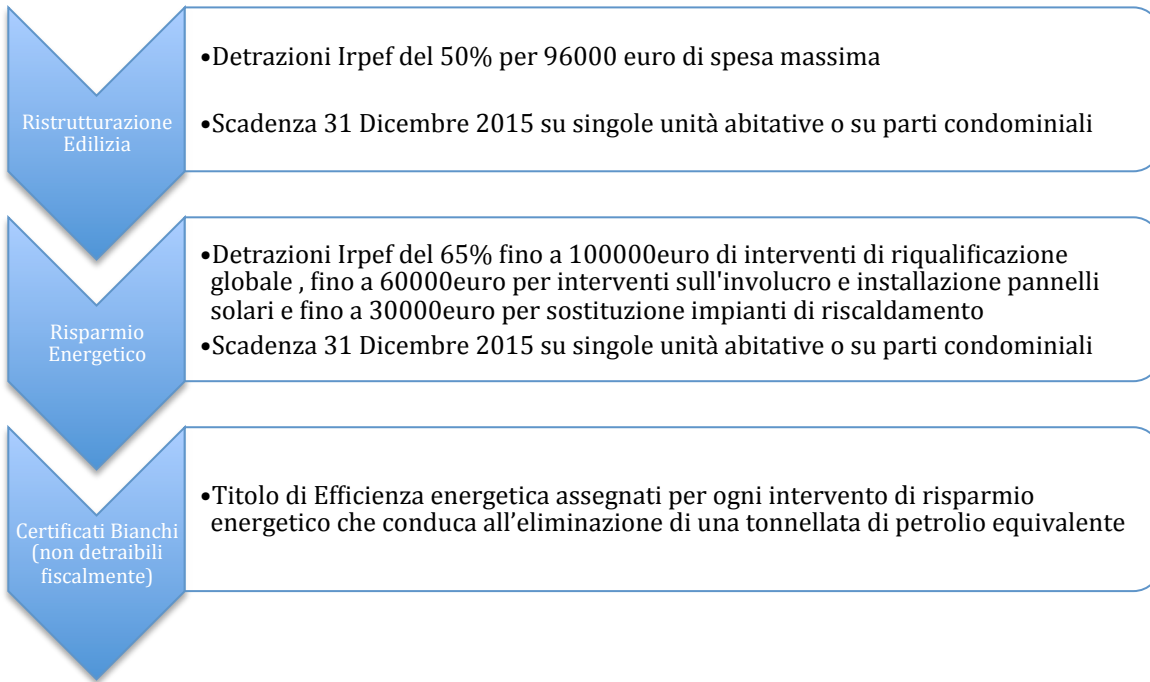 Ristrutturazione
Edilizia
•Detrazioni Irpef del 50% per 96000 euro di spesa massima
•Scadenza 31 Dicembre 2015 su singole unità abitative o su parti condominiali
Risparmio
Energetico
•Detrazioni Irpef del 65% fino a 100000euro di interventi di riqualificazione
globale , fino a 60000euro per interventi sull'involucro e installazione pannelli
solari e fino a 30000euro per sostituzione impianti di riscaldamento
•Scadenza 31 Dicembre 2015 su singole unità abitative o su parti condominiali
Certificati Bianchi
(non detraibili
fiscalmente)
•Titolo di Efficienza energetica assegnati per ogni intervento di risparmio
energetico che conduca all’eliminazione di una tonnellata di petrolio equivalente